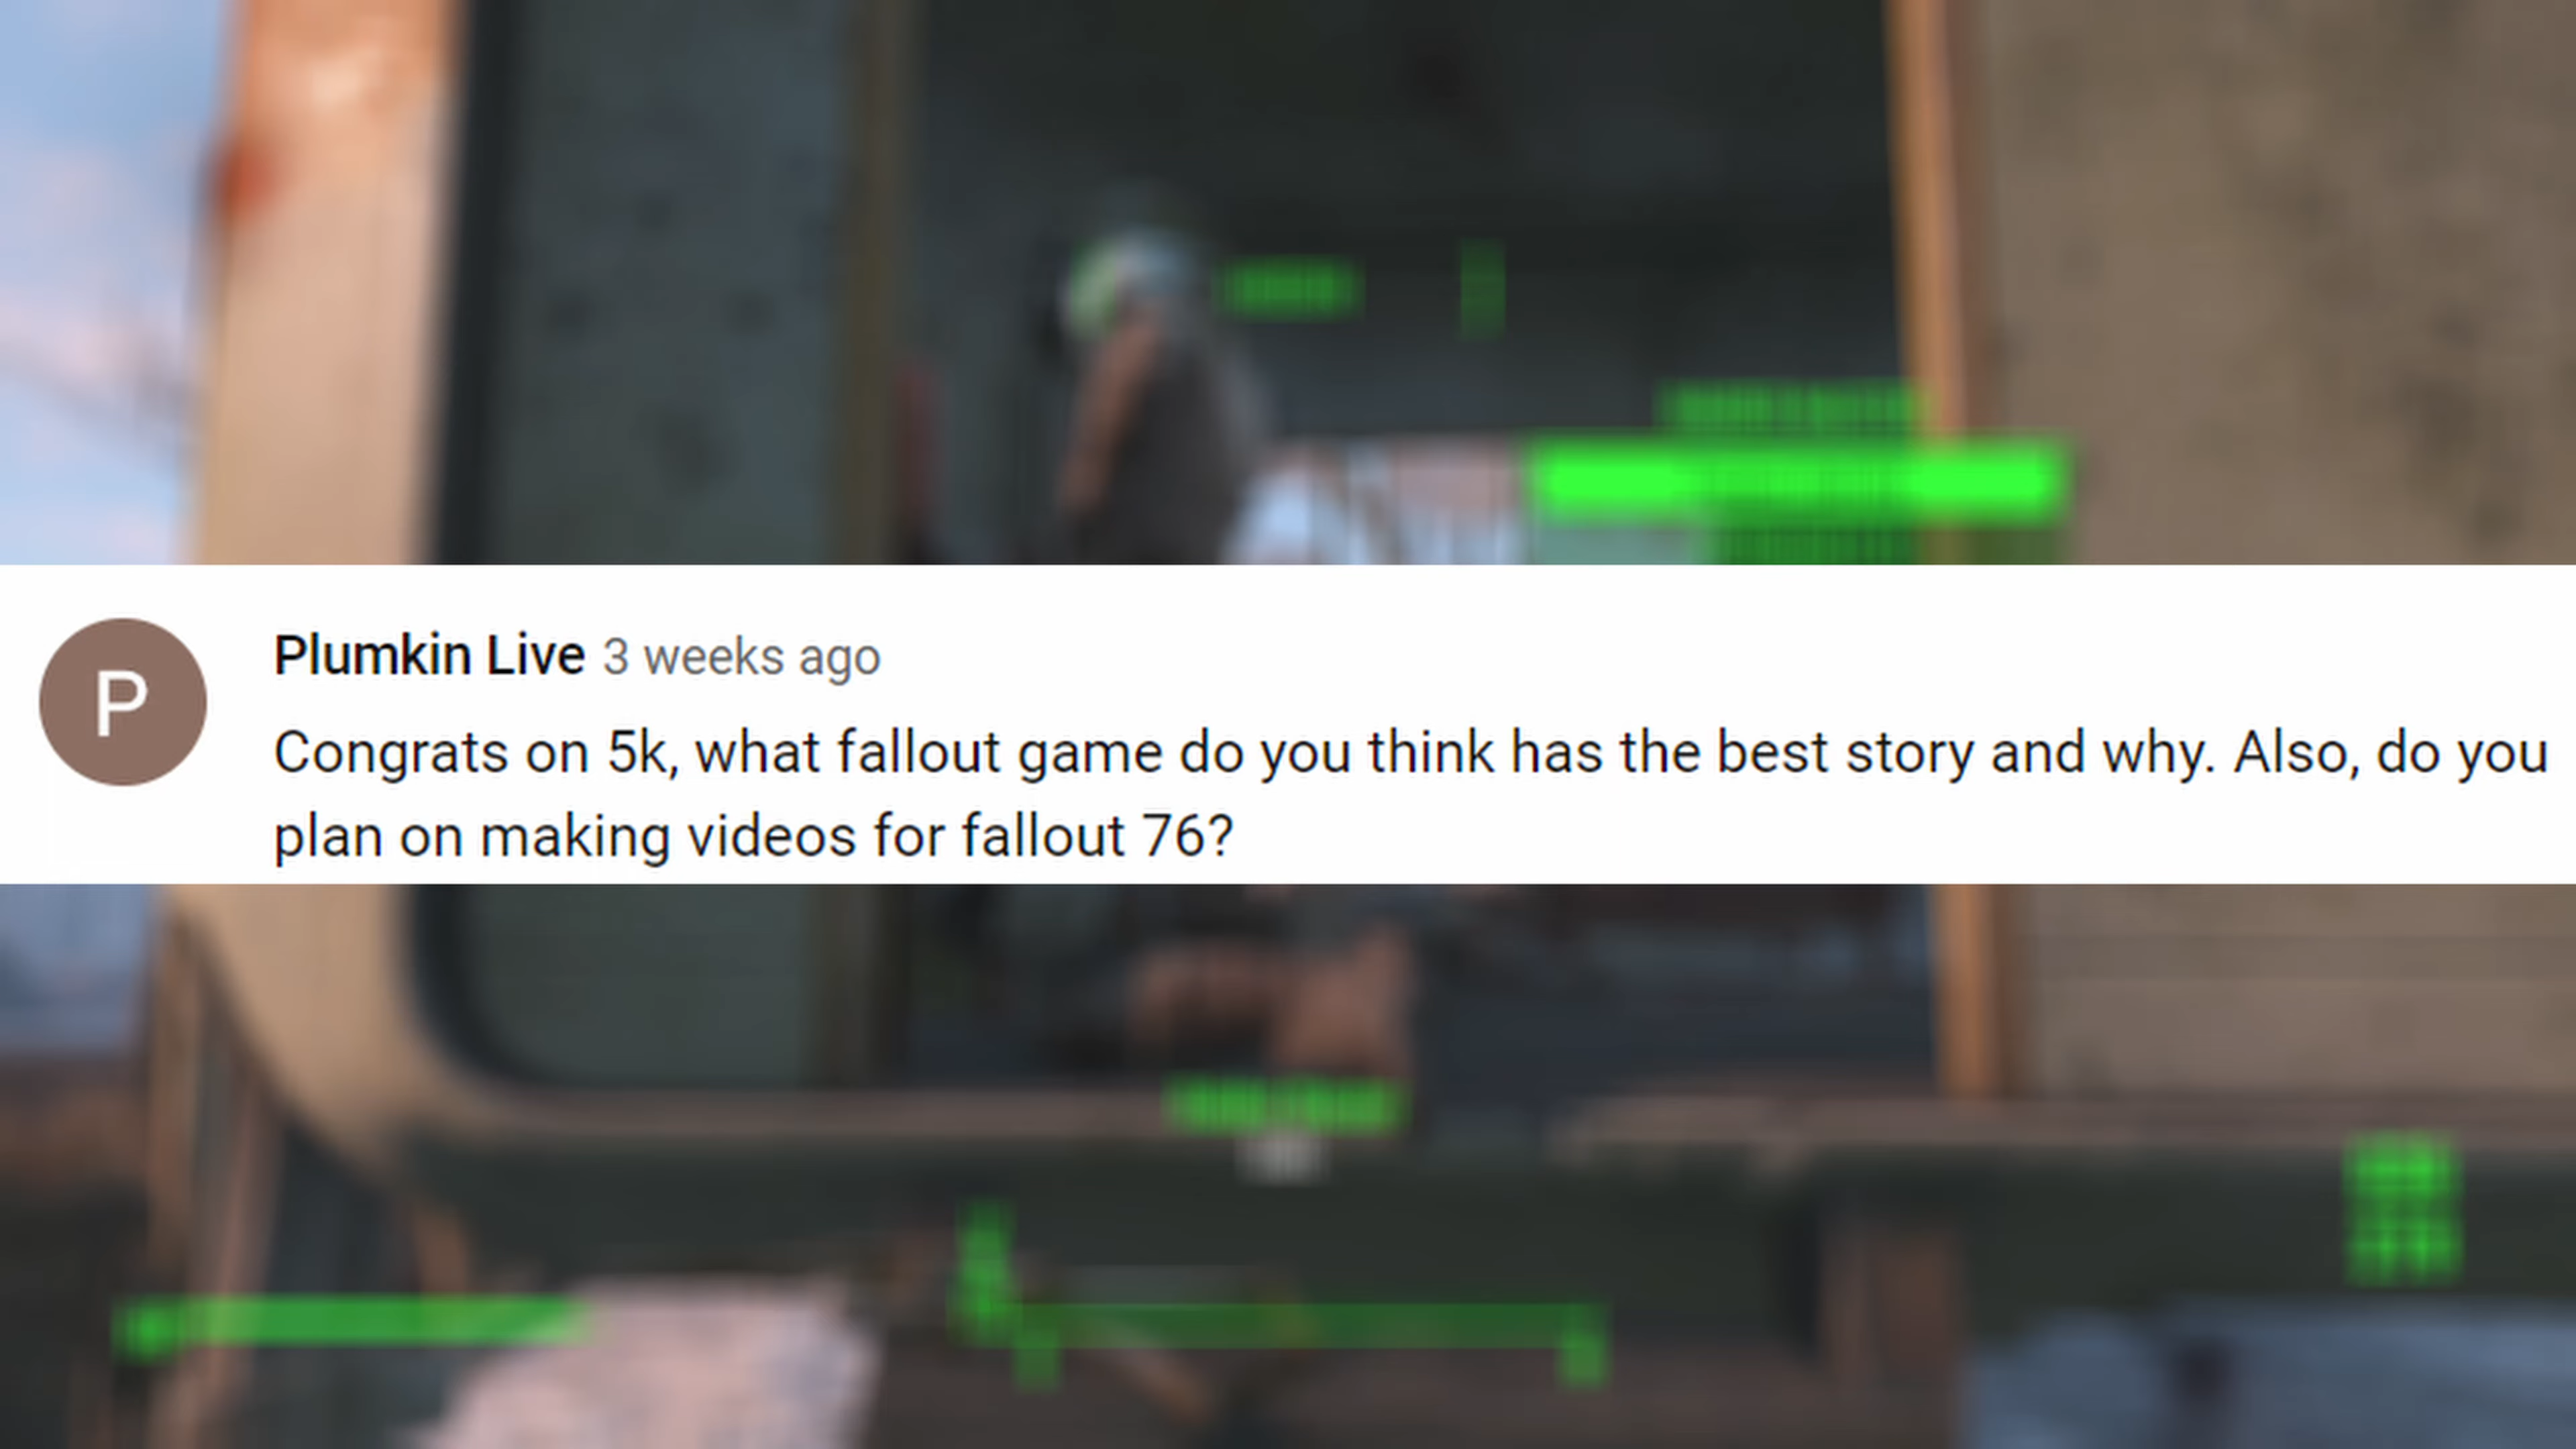 P
Plumkin Live 3 weeks ago
Congrats on 5k, what fallout game do you think has the best story and why. Also, do you
plan on making videos for fallout 76?